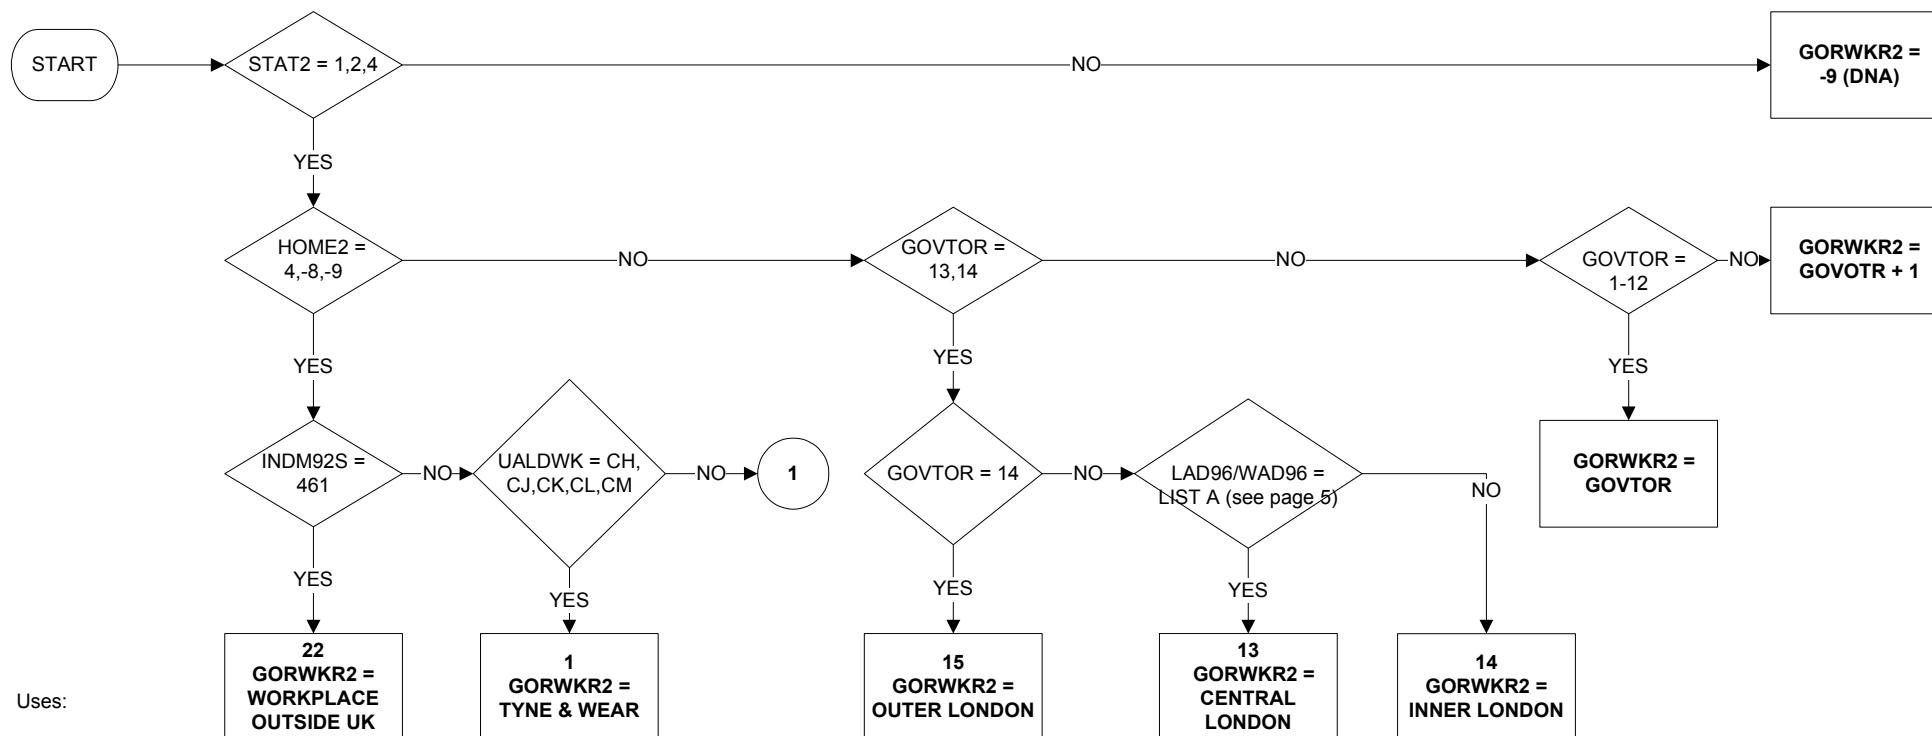 START
STAT2 = 1,2,4
NO
GORWKR2 =
-9 (DNA)
YES
HOME2 =
4,-8,-9
NO
GOVTOR =
13,14
NO
GOVTOR =
1-12
NO
GORWKR2 =
GOVOTR + 1
YES
YES
YES
INDM92S =
461
NO
UALDWK = CH,
CJ,CK,CL,CM
NO
1
GOVTOR = 14
NO
LAD96/WAD96 =
LIST A (see page 5)
NO
GORWKR2 =
GOVTOR
YES
YES
YES
YES
22
GORWKR2 =
WORKPLACE
OUTSIDE UK
1
GORWKR2 =
TYNE & WEAR
15
GORWKR2 =
OUTER LONDON
13
GORWKR2 =
CENTRAL
LONDON
14
GORWKR2 =
INNER LONDON
Uses: